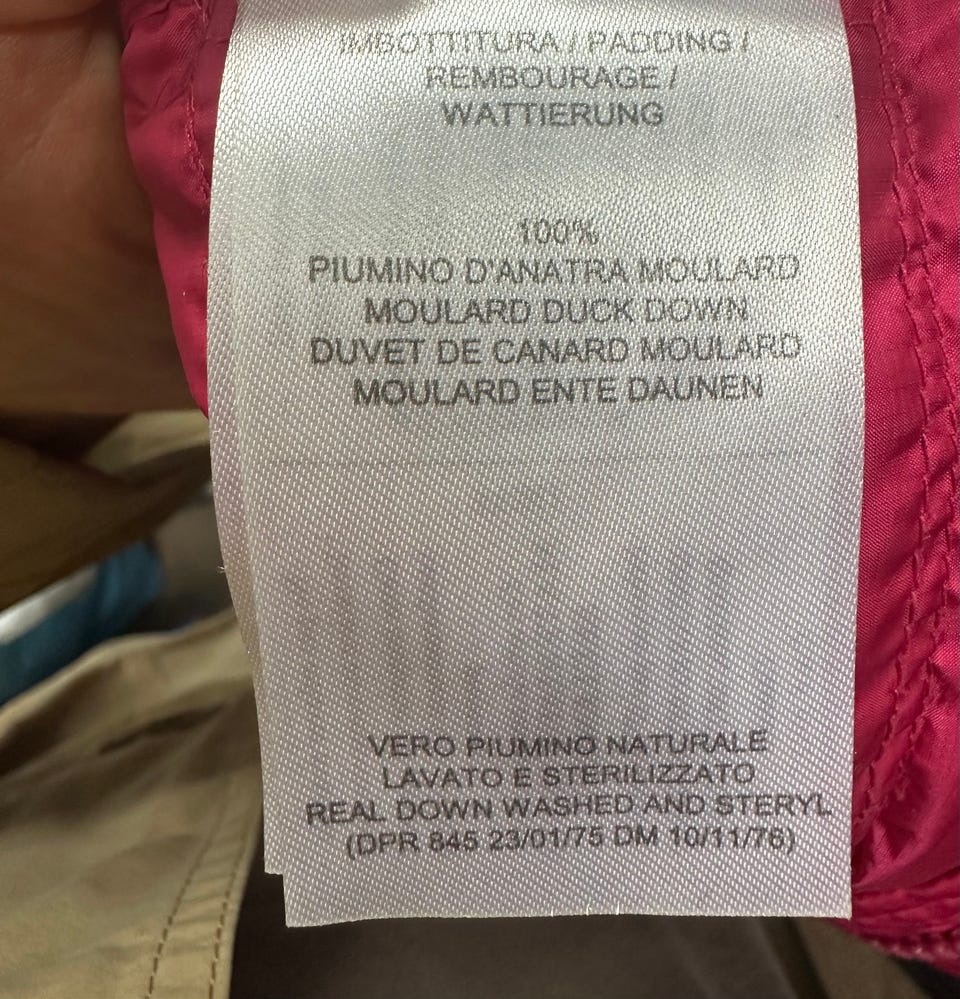 IMBOTTITURA / PADDING /
REMBOURAGE /
WATTIERUNG
100%
PIUMINO D'ANATRA MOULARD
MOULARD DUCK DOWN
DUVET DE CANARD MOULARD
MOULARD ENTE DAUNEN
VERO PIUMINO NATURALE
LAVATO E STERILIZZATO
REAL DOWN WASHED AND STERYL
(DPR 845 23/01/75 DM 10/11/76)